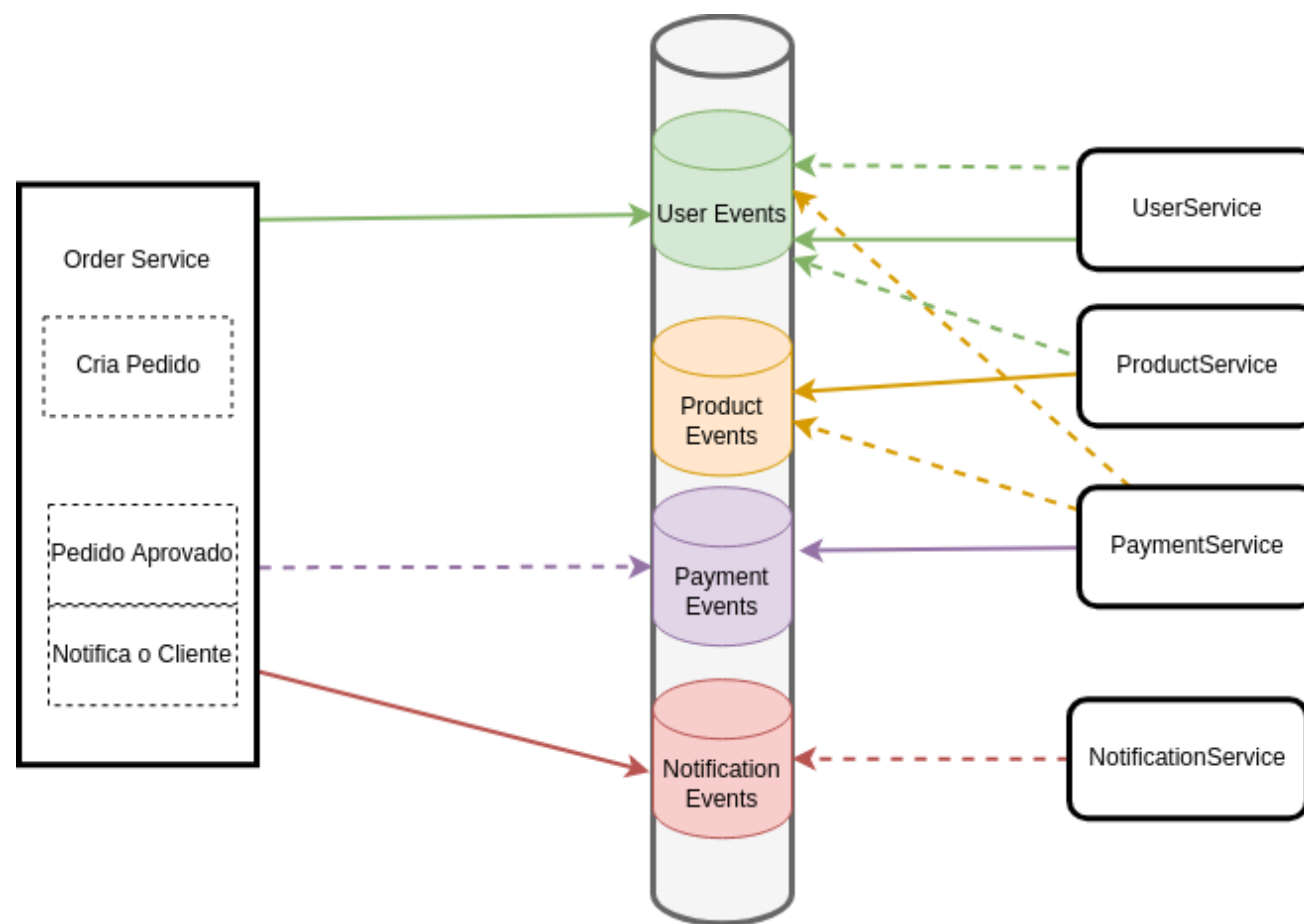 Order Service
Cria Pedido
Pedido Aprovado
Notifica o Cliente
User Events
Product
Events
Payment
Events
Notification
Events
UserService
ProductService
PaymentService
NotificationService